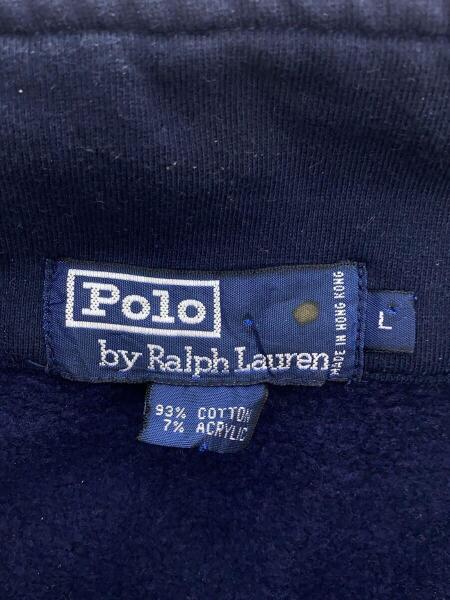 Polo
by Ralph Lauren
MADE IN HONG KONG
L
93% COTTON
7% ACRYLIC